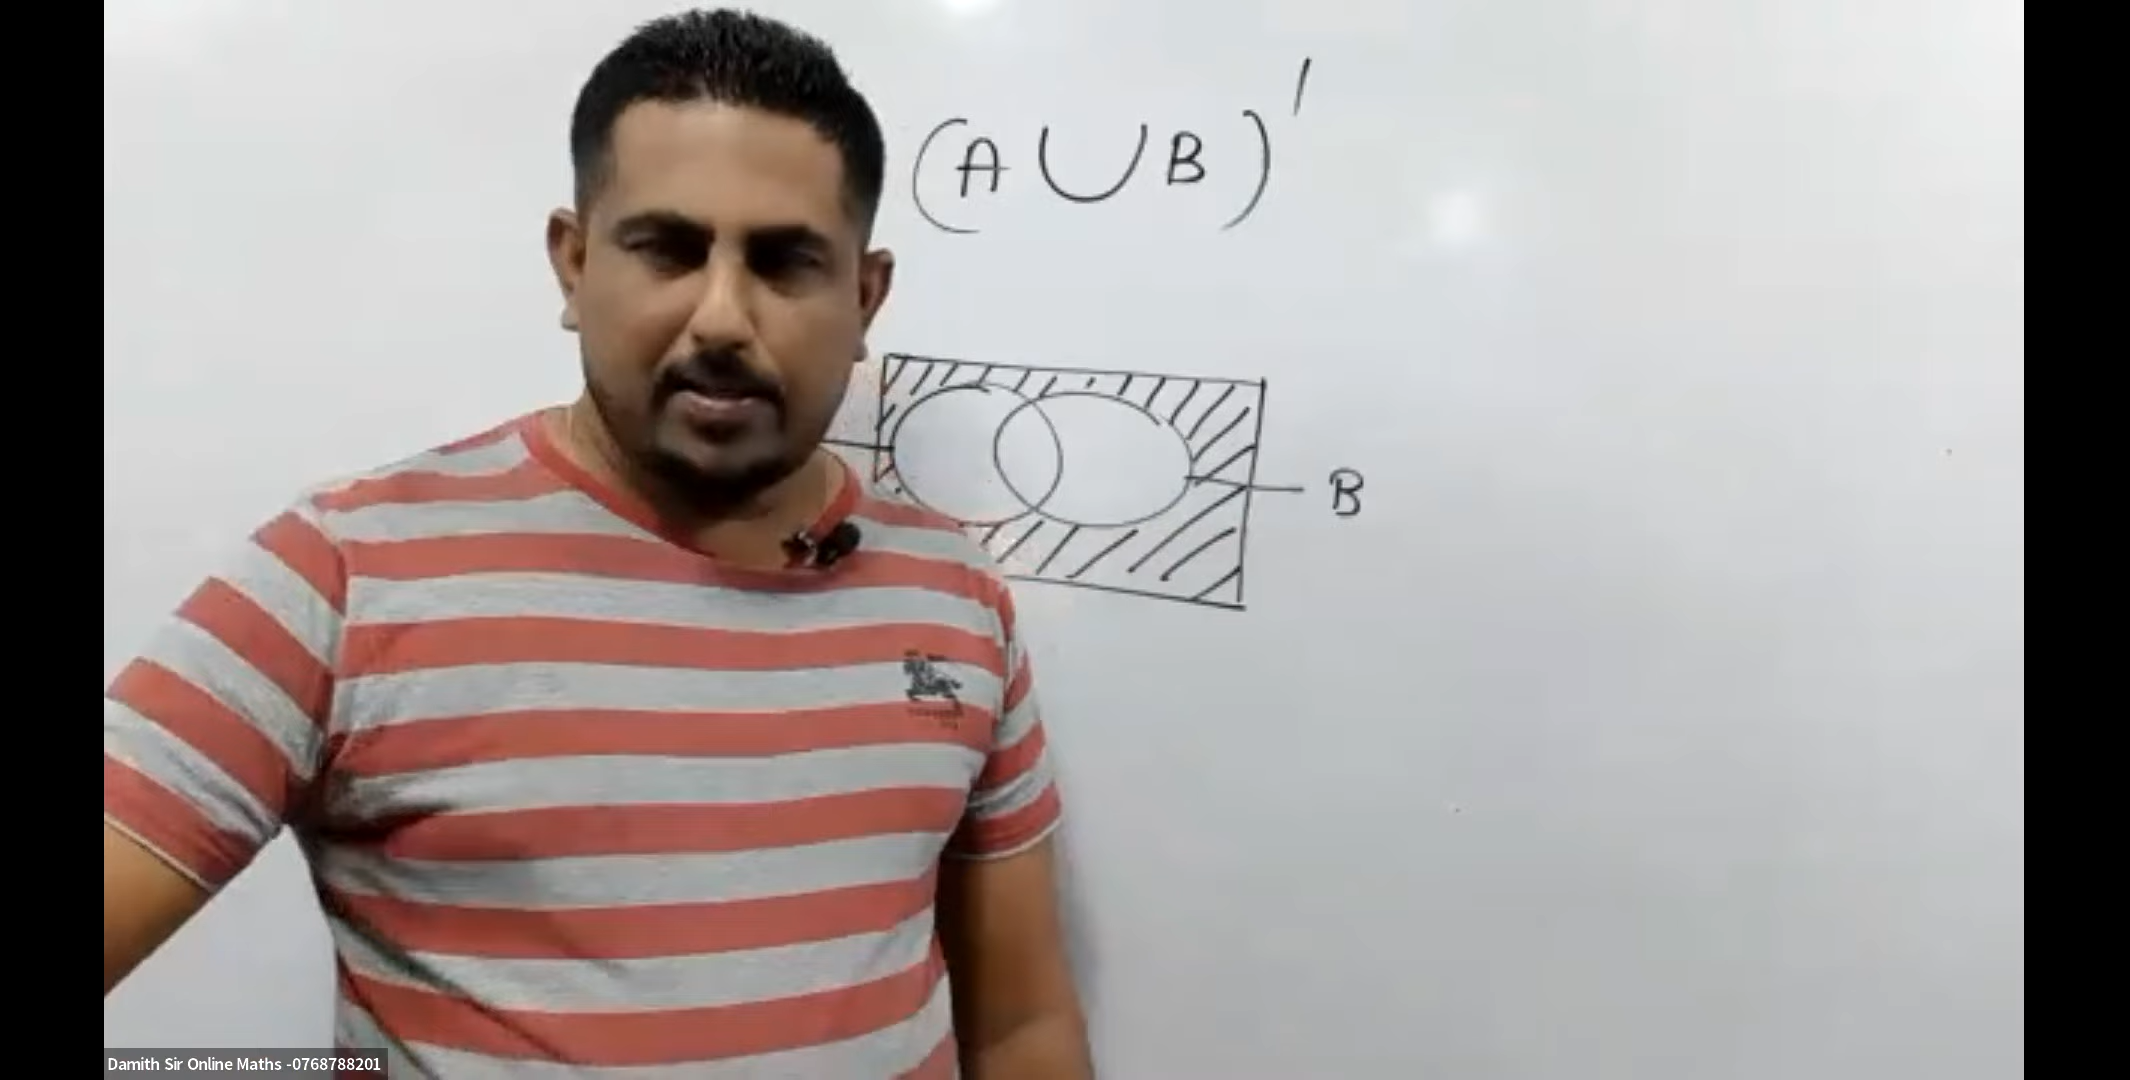 (A ∪ B)'
B
Damith Sir Online Maths -0768788201